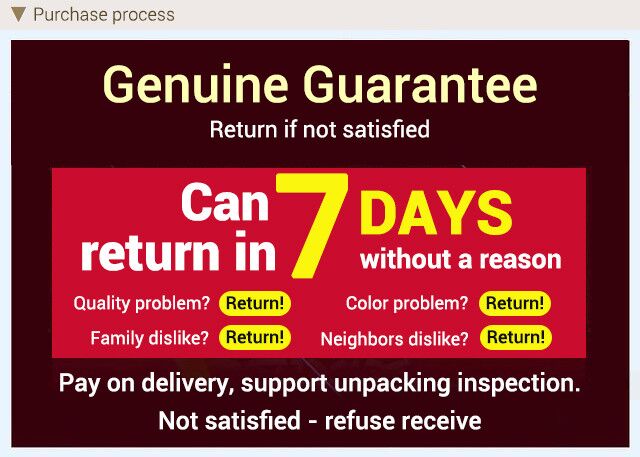 ▼ Purchase process
Genuine Guarantee
Return if not satisfied
Can return in 7 DAYS
without a reason
Quality problem? Return! Color problem? Return!
Family dislike? Return! Neighbors dislike? Return!
Pay on delivery, support unpacking inspection.
Not satisfied - refuse receive